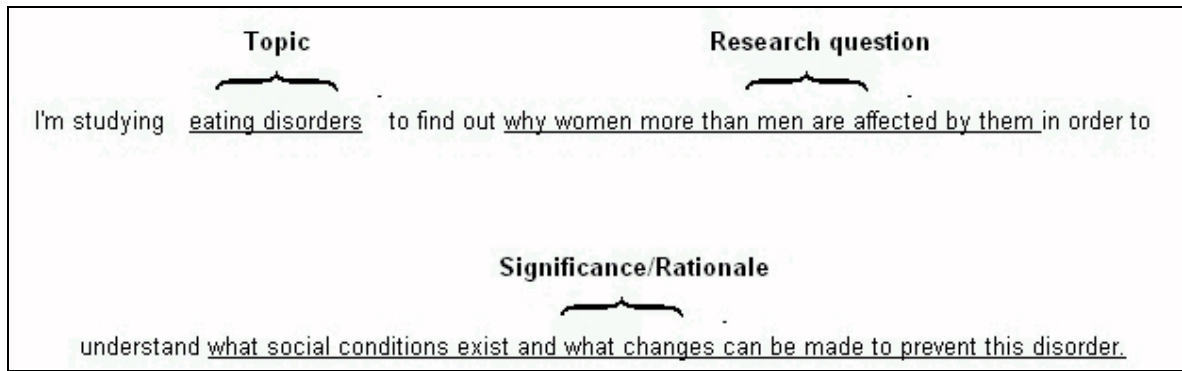 Topic Research question
I'm studying eating disorders to find out why women more than men are affected by them in order to
Significance/Rationale
understand what social conditions exist and what changes can be made to prevent this disorder.